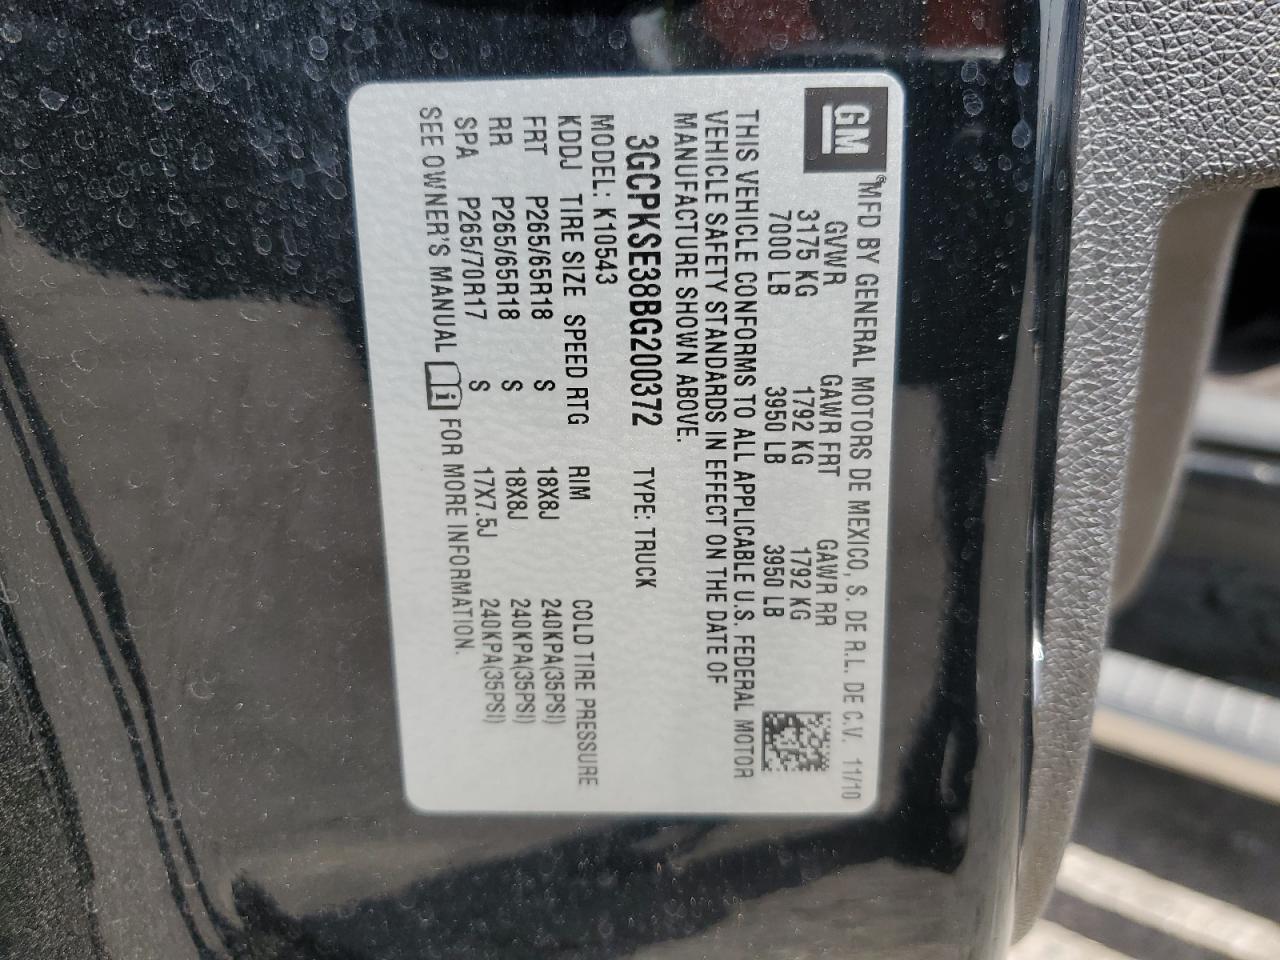 GM
MFD BY GENERAL MOTORS DE MEXICO, S. DE R.L. DE C.V. 11/10
GVWR GAWR FRT GAWR RR
3175 KG 1792 KG 1792 KG
7000 LB 3950 LB 3950 LB
THIS VEHICLE CONFORMS TO ALL APPLICABLE U.S. FEDERAL MOTOR
VEHICLE SAFETY STANDARDS IN EFFECT ON THE DATE OF
MANUFACTURE SHOWN ABOVE.
3GCPKSE38BG200372 TYPE: TRUCK
MODEL: K10543
KDDJ TIRE SIZE SPEED RTG RIM COLD TIRE PRESSURE
FRT P265/65R18 S 18X8J 240KPA(35PSI)
RR P265/65R18 S 18X8J 240KPA(35PSI)
SPA P265/70R17 S 17X7.5J 240KPA(35PSI)
SEE OWNER'S MANUAL i FOR MORE INFORMATION.